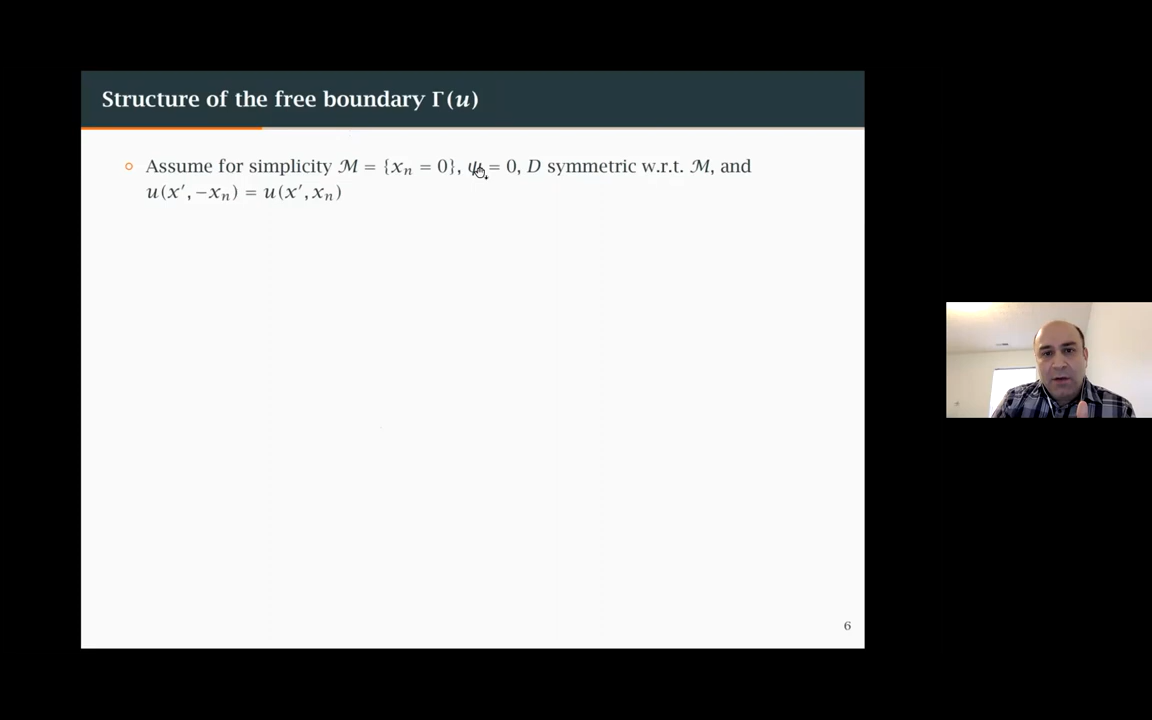 Structure of the free boundary Γ(u)
Assume for simplicity ℳ = {xₙ = 0}, ψ = 0, D symmetric w.r.t. ℳ, and
u(x′, −xₙ) = u(x′, xₙ)
6